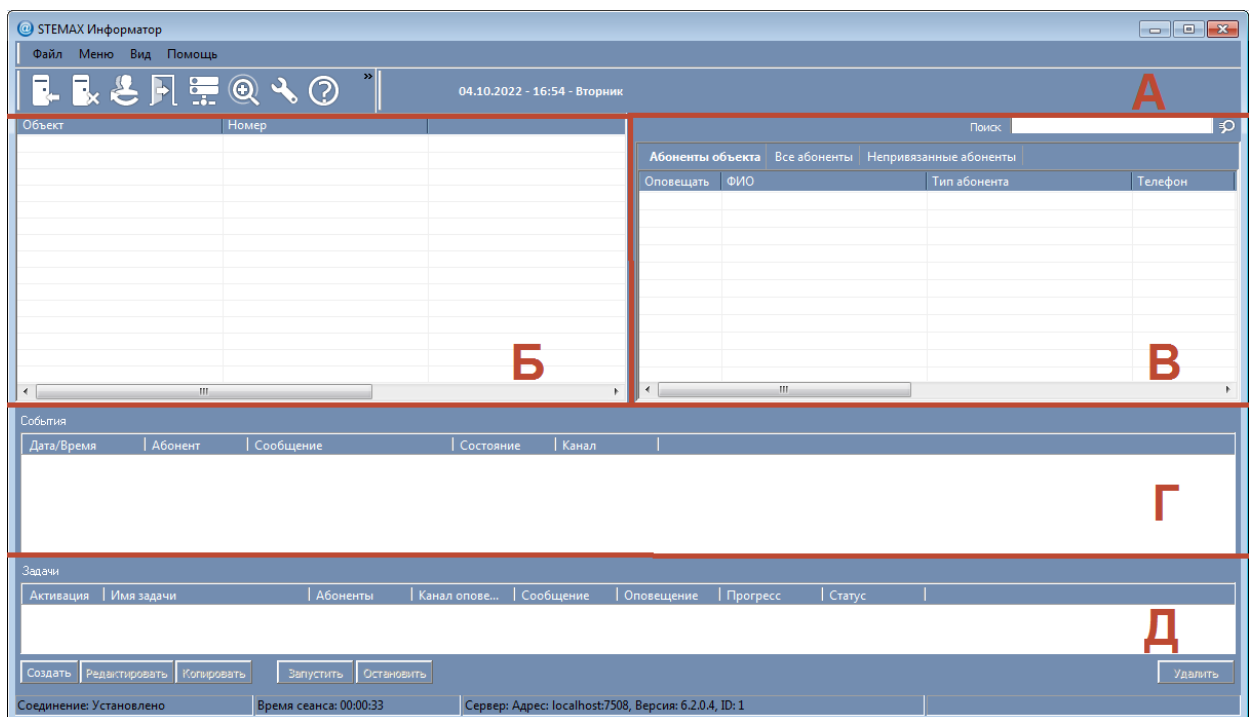 STEMAX Информатор
Файл Меню Вид Помощь
04.10.2022 - 16:54 - Вторник
А
Объект Номер
Поиск
Абоненты объекта Все абоненты Непривязанные абоненты
Оповещать ФИО Тип абонента Телефон
Б
В
События
Дата/Время Абонент Сообщение Состояние Канал
Г
Задачи
Активация Имя задачи Абоненты Канал опове... Сообщение Оповещение Прогресс Статус
Д
Создать Редактировать Копировать Запустить Остановить Удалить
Соединение: Установлено Время сеанса: 00:00:33 Сервер: Адрес: localhost:7508, Версия: 6.2.0.4, ID: 1